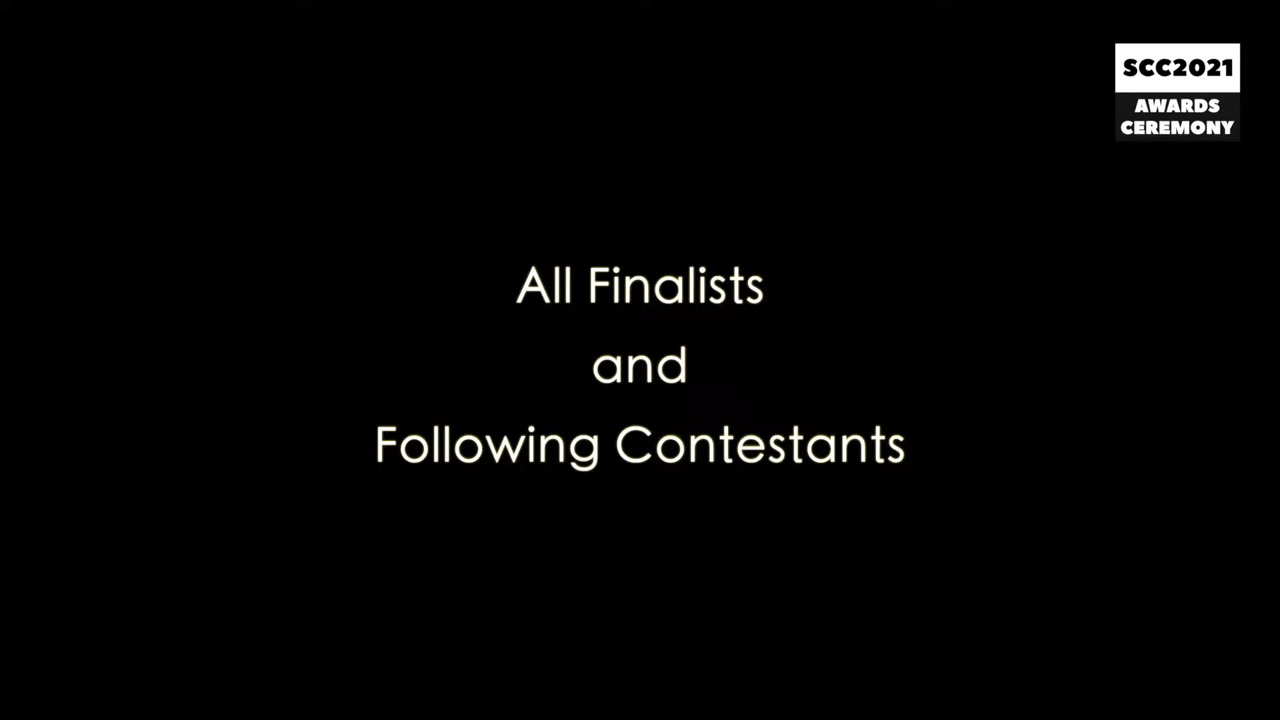 SCC2021
AWARDS
CEREMONY
All Finalists
and
Following Contestants